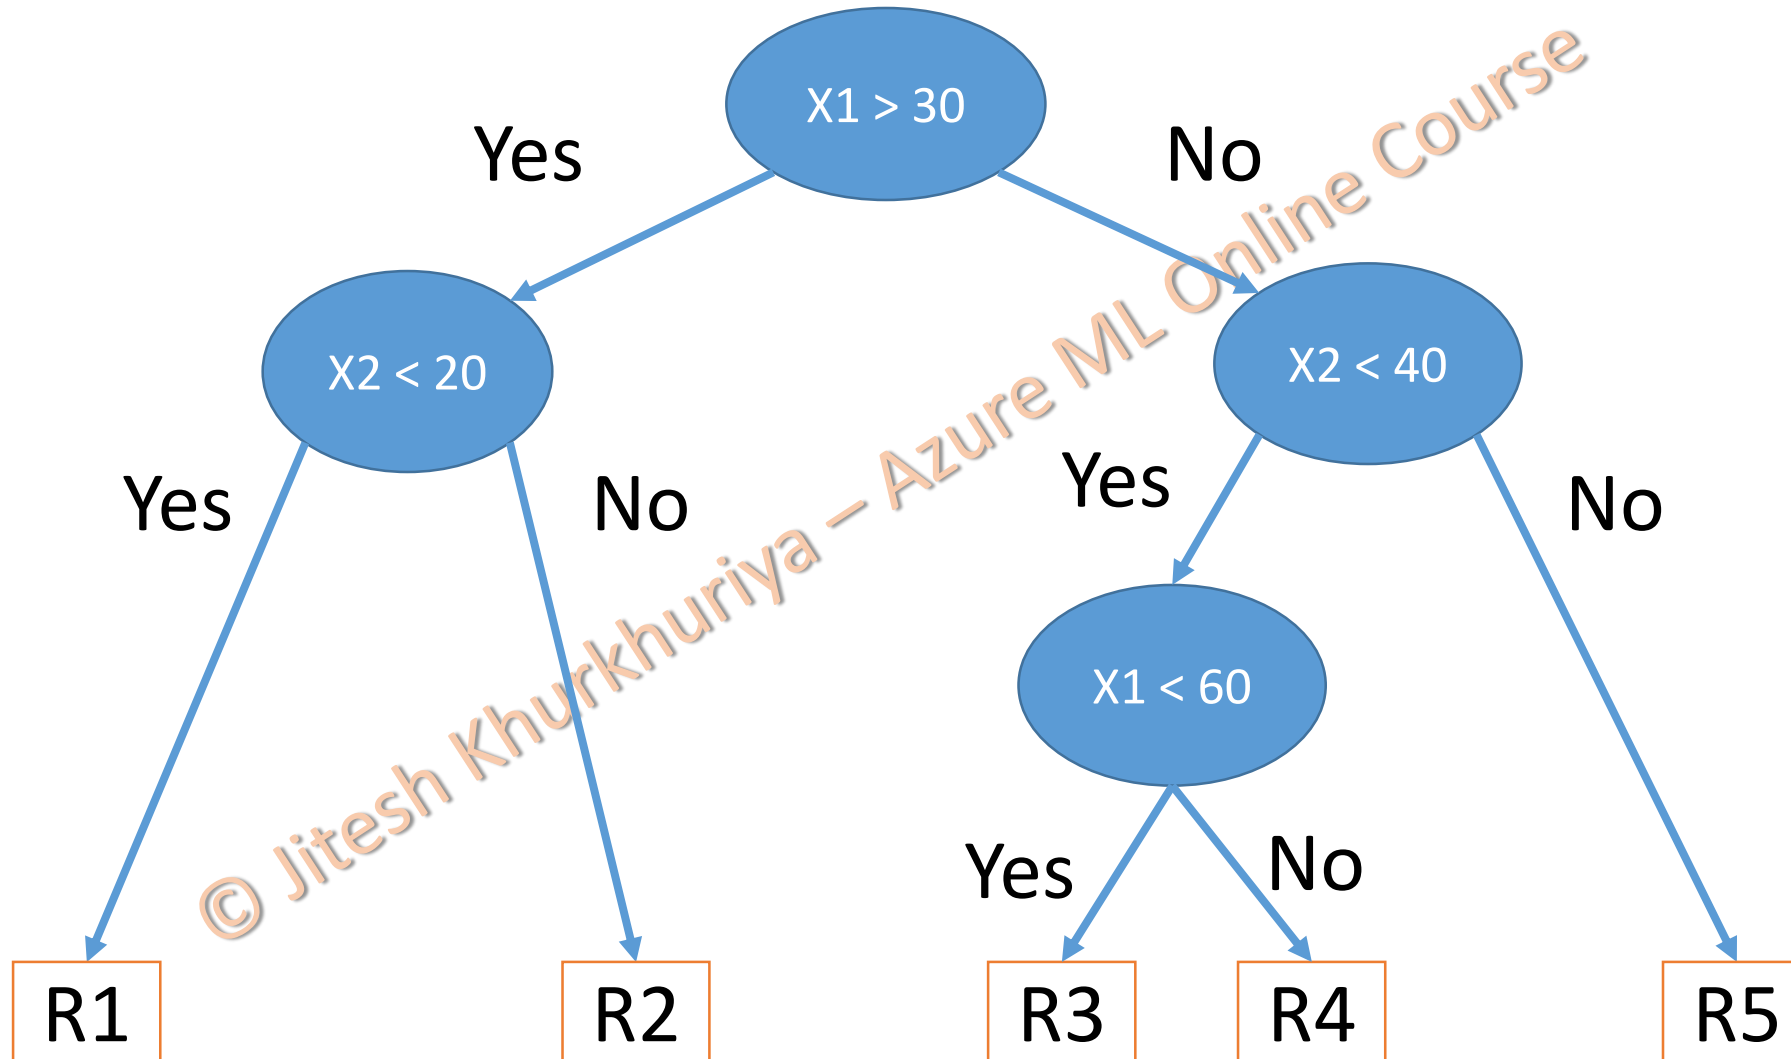 X1 > 30
Yes
No
X2 < 20
X2 < 40
Yes
No
Yes
No
X1 < 60
Yes
No
R1
R2
R3
R4
R5
© Jitesh Khurkhuriya – Azure ML Online Course